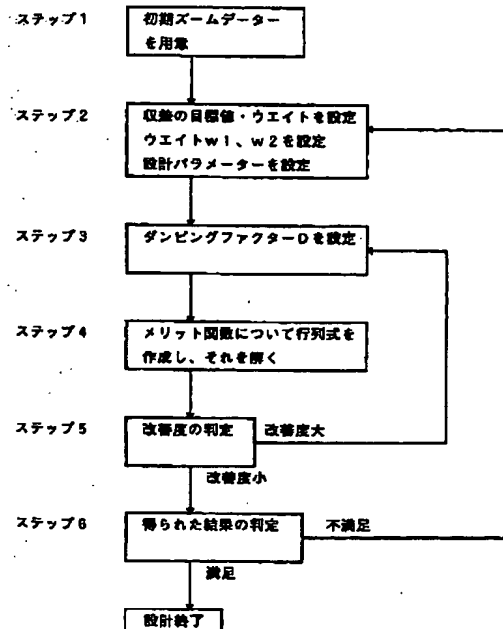 ステップ1
初期ズームデーター
を用意
ステップ2
収差の目標値・ウエイトを設定
ウエイトw1、w2を設定
設計パラメーターを設定
ステップ3
ダンピングファクターDを設定
ステップ4
メリット関数について行列式を
作成し、それを解く
ステップ5
改善度の判定
改善度大
改善度小
ステップ6
得られた結果の判定
不満足
満足
設計終了